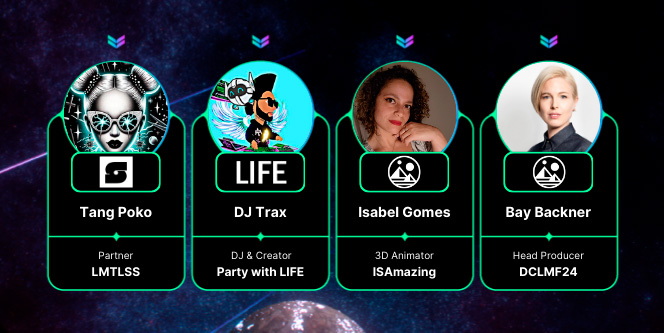 LIFE
Tang Poko
DJ Trax
Isabel Gomes
Bay Backner
Partner
LMTLSS
DJ & Creator
Party with LIFE
3D Animator
ISAmazing
Head Producer
DCLMF24